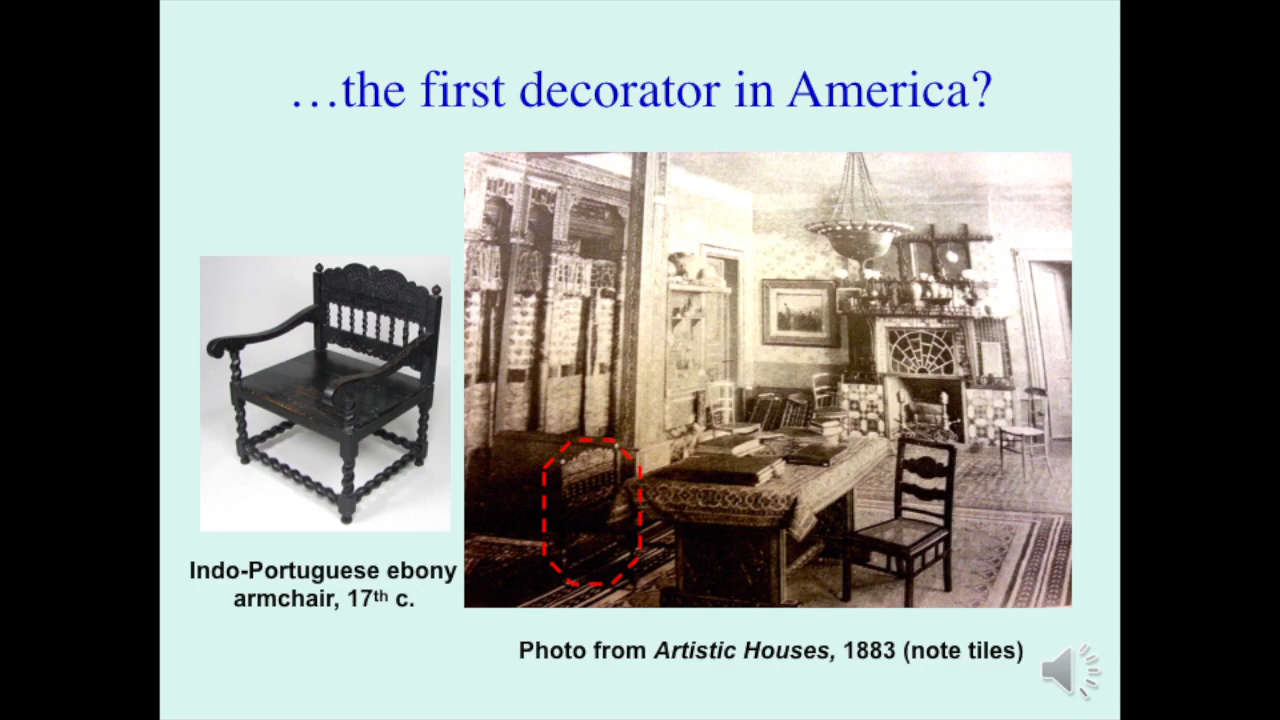 …the first decorator in America?
Indo-Portuguese ebony
armchair, 17th c.
Photo from Artistic Houses, 1883 (note tiles)